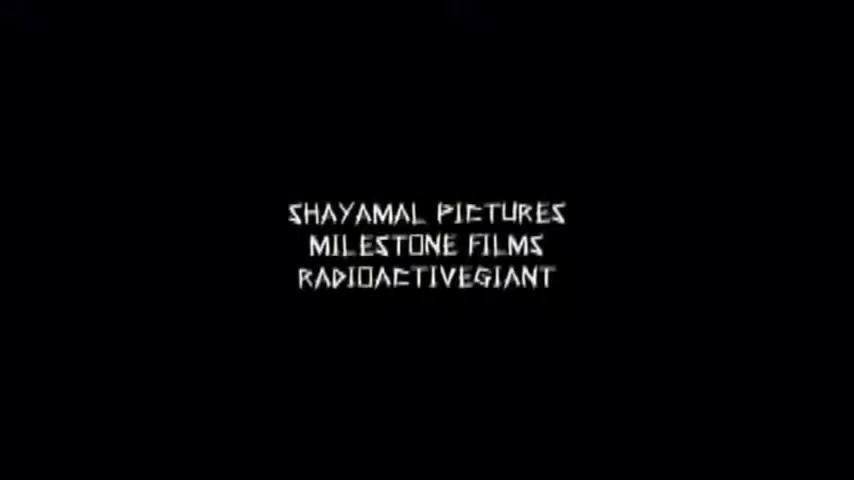 SHAYAMAL PICTURES
MILESTONE FILMS
RADIOACTIVEGIANT